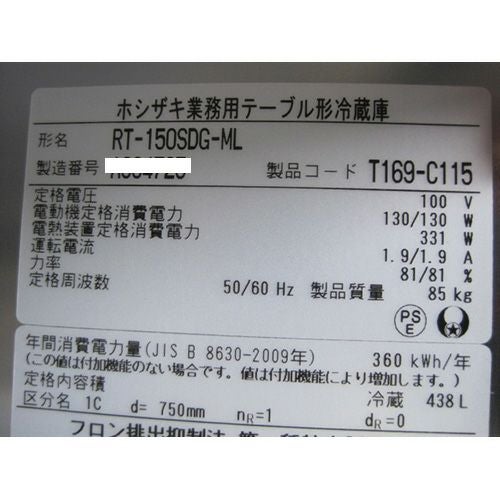 ホシザキ業務用テーブル形冷蔵庫
形名 RT-150SDG-ML
製造番号
製品コード T169-C115
定格電圧 100 V
電動機定格消費電力 130/130 W
電熱装置定格消費電力 331 W
運転電流 1.9/1.9 A
力率 81/81 %
定格周波数 50/60 Hz 製品質量 85 kg
PS E
年間消費電力量(JIS B 8630-2009年) 360 kWh/年
(この値は付加機能のない場合です。値は付加機能により増加します。)
定格内容積 冷蔵 438 L
区分名 1C d= 750mm nR=1 dR=0
フロン排出抑制法 第一種